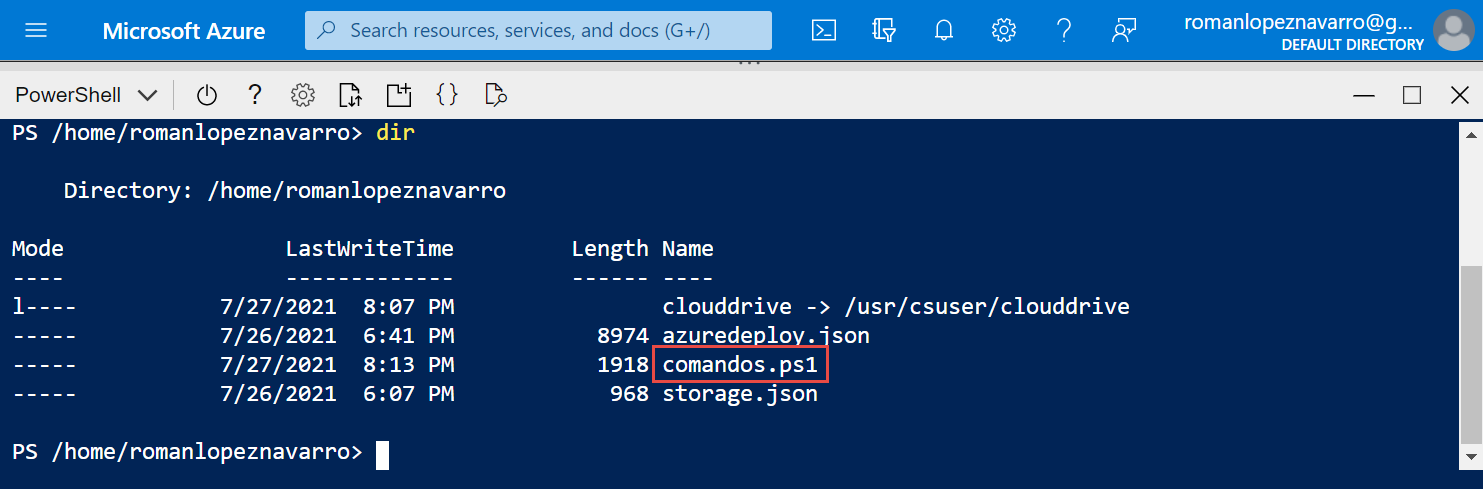 Microsoft Azure
Search resources, services, and docs (G+/)
romanlopeznavarro@g...
DEFAULT DIRECTORY
PowerShell
PS /home/romanlopeznavarro> dir
Directory: /home/romanlopeznavarro
Mode LastWriteTime Length Name
---- ------------- ------ ----
l---- 7/27/2021 8:07 PM clouddrive -> /usr/csuser/clouddrive
----- 7/26/2021 6:41 PM 8974 azuredeploy.json
----- 7/27/2021 8:13 PM 1918 comandos.ps1
----- 7/26/2021 6:07 PM 968 storage.json
PS /home/romanlopeznavarro>